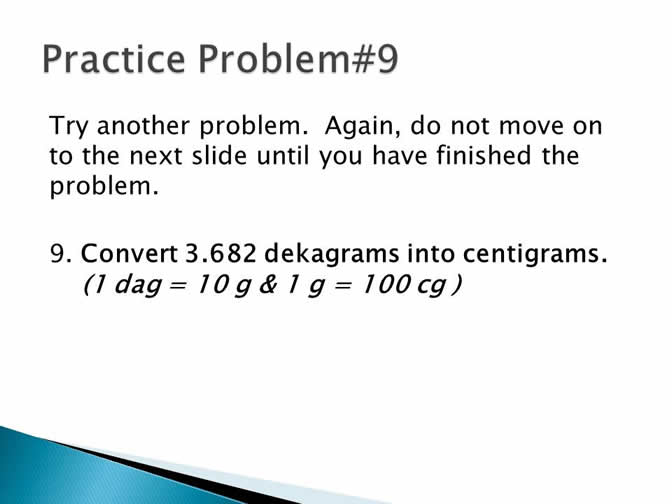 Practice Problem#9
Try another problem.  Again, do not move on
to the next slide until you have finished the
problem.
9. Convert 3.682 dekagrams into centigrams.
(1 dag = 10 g & 1 g = 100 cg )